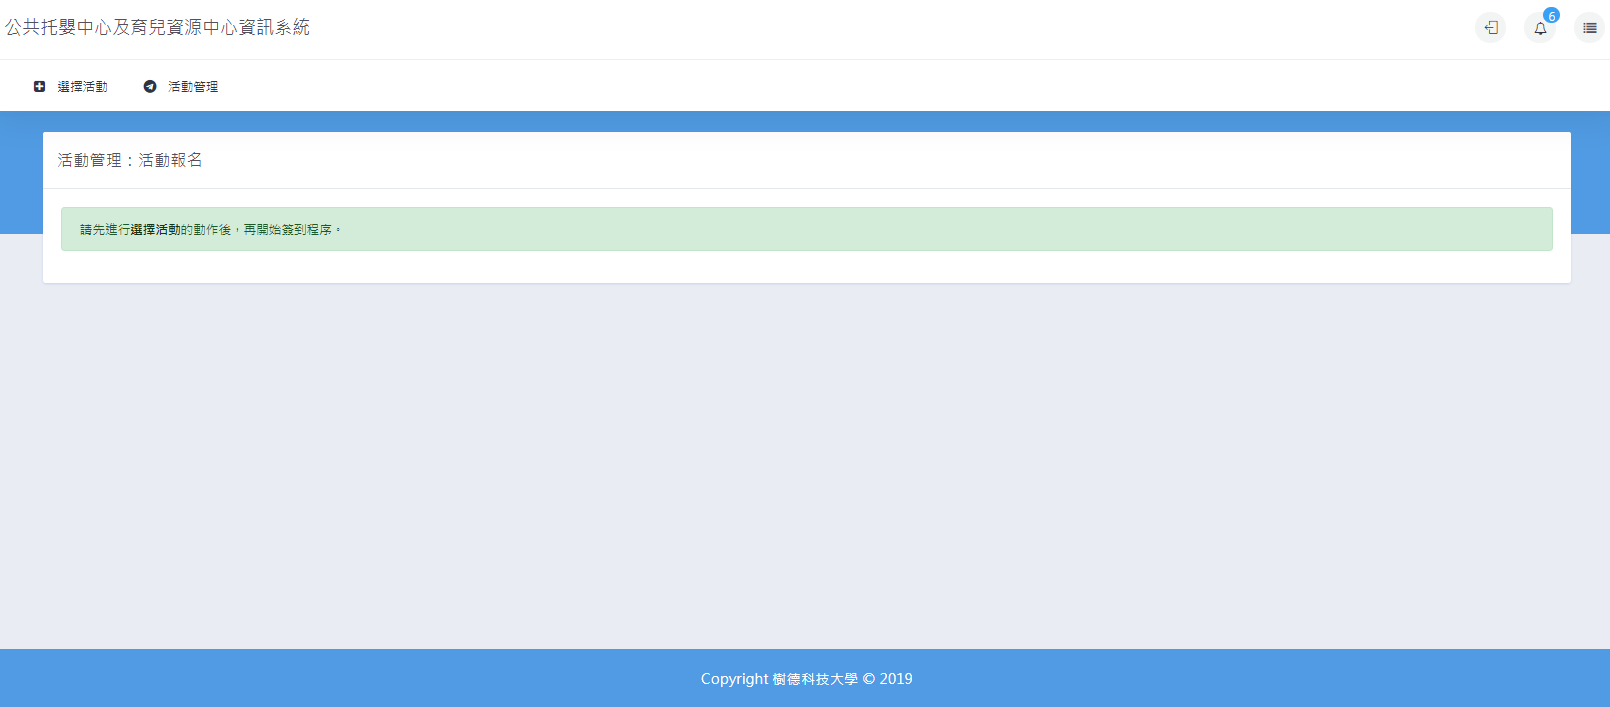 公共托嬰中心及育兒資源中心資訊系統
6
選擇活動
活動管理
活動管理：活動報名
請先進行選擇活動的動作後，再開始簽到程序。
Copyright 樹德科技大學 © 2019